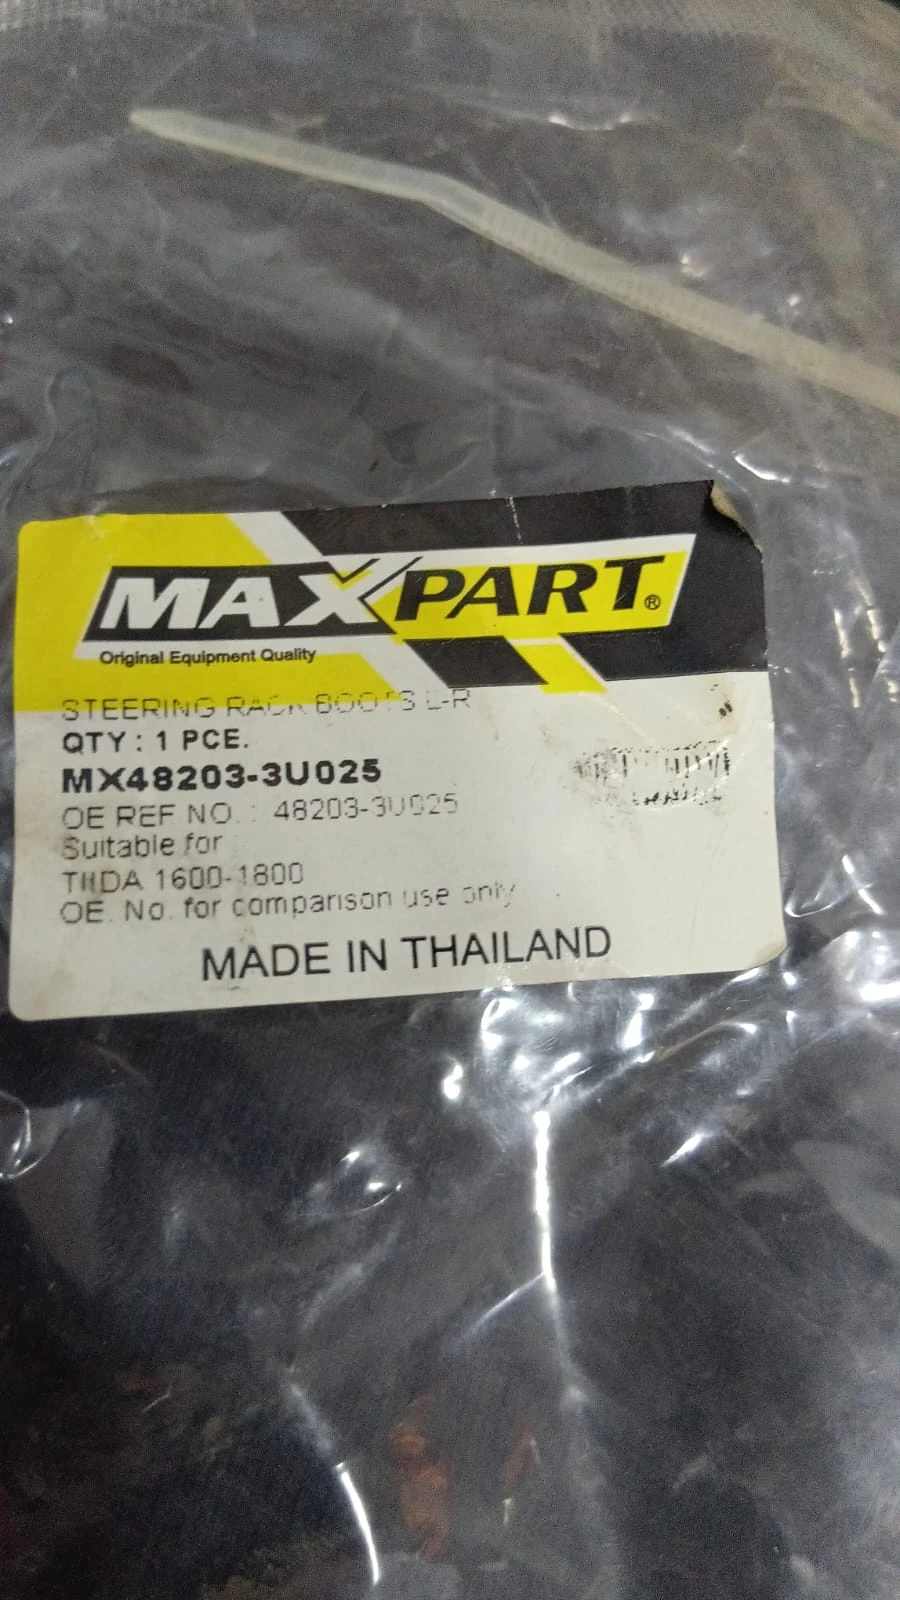 MAXPART®
Original Equipment Quality
STEERING RACK BOOTS L-R
QTY : 1 PCE.
MX48203-3U025
OE REF NO. : 48203-3U025
Suitable for
TIIDA 1600-1800
OE. No. for comparison use only
MADE IN THAILAND